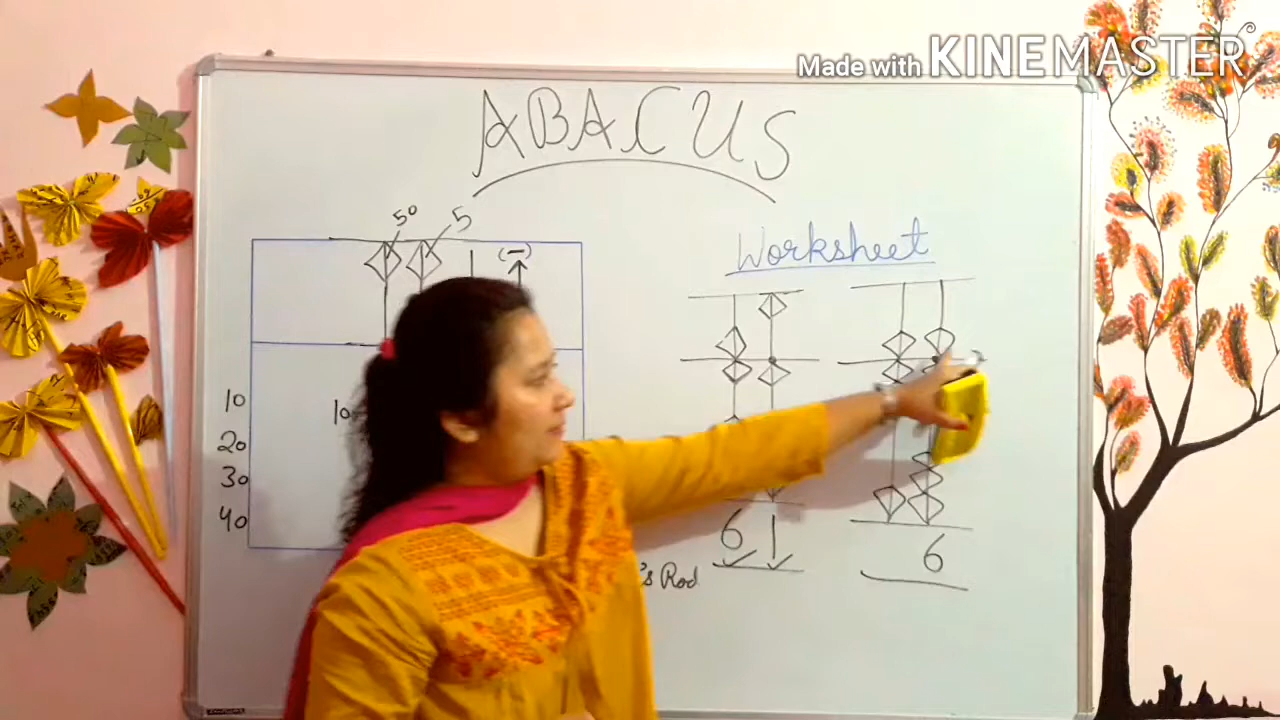 Made with KINEMASTER
ABACUS
50 5
(-)
Worksheet
10
10
20
30
40
6 1
6
's Rod